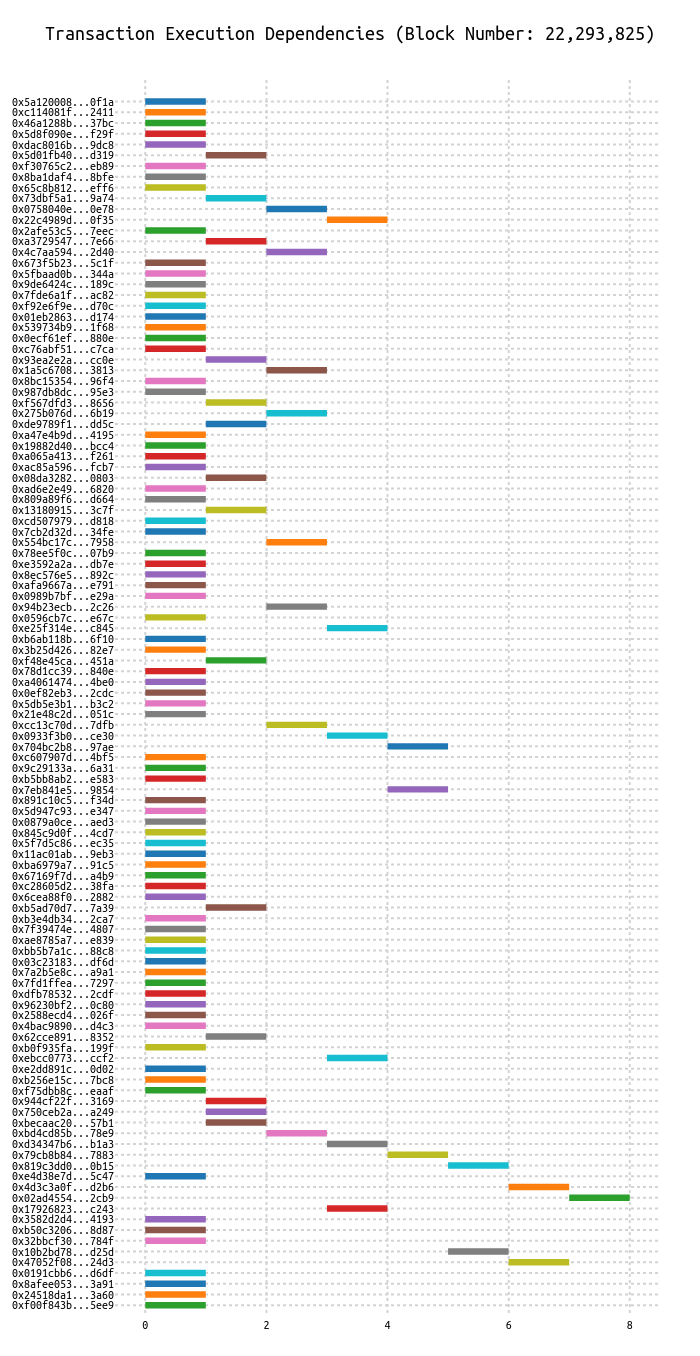 Transaction Execution Dependencies (Block Number: 22,293,825)
0x5a120008...0f1a
0xc114081f...2411
0x46a1288b...37bc
0x5d8f090e...f29f
0xdac8016b...9dc8
0x5d01fb40...d319
0xf30765c2...eb89
0x8ba1daf4...8bfe
0x65c8b812...eff6
0x73dbf5a1...9a74
0x0758040e...0e78
0x22c4989d...0f35
0x2afe53c5...7eec
0xa3729547...7e66
0x4c7aa594...2d40
0x673f5b23...5c1f
0x5fbaad0b...344a
0x9de6424c...189c
0x7fde6a1f...ac82
0xf92e6f9e...d70c
0x01eb2863...d174
0x539734b9...1f68
0x0ecf61ef...880e
0xc76abf51...c7ca
0x93ea2e2a...cc0e
0x1a5c6708...3813
0x8bc15354...96f4
0x987db8dc...95e3
0xf567dfd3...8656
0x275b076d...6b19
0xde9789f1...dd5c
0xa47e4b9d...4195
0x19882d40...bcc4
0xa065a413...f261
0xac85a596...fcb7
0x08da3282...0803
0xad6e2e49...6820
0x809a89f6...d664
0x13180915...3c7f
0xcd507979...d818
0x7cb2d32d...34fe
0x554bc17c...7958
0x78ee5f0c...07b9
0xe3592a2a...db7e
0x8ec576e5...892c
0xafa9667a...e791
0x0989b7bf...e29a
0x94b23ecb...2c26
0x0596cb7c...e67c
0xe25f314e...c845
0xb6ab118b...6f10
0x3b25d426...82e7
0xf48e45ca...451a
0x78d1cc39...840e
0xa4061474...4be0
0x0ef82eb3...2cdc
0x5db5e3b1...b3c2
0x21e48c2d...051c
0xcc13c70d...7dfb
0x0933f3b0...ce30
0x704bc2b8...97ae
0xc607907d...4bf5
0x9c29133a...6a31
0xb5bb8ab2...e583
0x7eb841e5...9854
0x891c10c5...f34d
0x5d947c93...e347
0x0879a0ce...aed3
0x845c9d0f...4cd7
0x5f7d5c86...ec35
0x11ac01ab...9eb3
0xba6979a7...91c5
0x67169f7d...a4b9
0xc28605d2...38fa
0x6cea88f0...2882
0xb5ad70d7...7a39
0xb3e4db34...2ca7
0x7f39474e...4807
0xae8785a7...e839
0xbb5b7a1c...88c8
0x03c23183...df6d
0x7a2b5e8c...a9a1
0x7fd1ffea...7297
0xdfb78532...2cdf
0x96230bf2...0c80
0x2588ecd4...026f
0x4bac9890...d4c3
0x62cce891...8352
0xb0f935fa...199f
0xebcc0773...ccf2
0xe2dd891c...0d02
0xb256e15c...7bc8
0xf75dbb8c...eaaf
0x944cf22f...3169
0x750ceb2a...a249
0xbecaac20...57b1
0xbd4cd85b...78e9
0xd34347b6...b1a3
0x79cb8b84...7883
0x819c3dd0...0b15
0xe4d38e7d...5c47
0x4d3c3a0f...d2b6
0x02ad4554...2cb9
0x17926823...c243
0x3582d2d4...4193
0xb50c3206...8d87
0x32bbcf30...784f
0x10b2bd78...d25d
0x47052f08...24d3
0x0191cbb6...d6df
0x8afee053...3a91
0x24518da1...3a60
0xf00f843b...5ee9
0 2 4 6 8